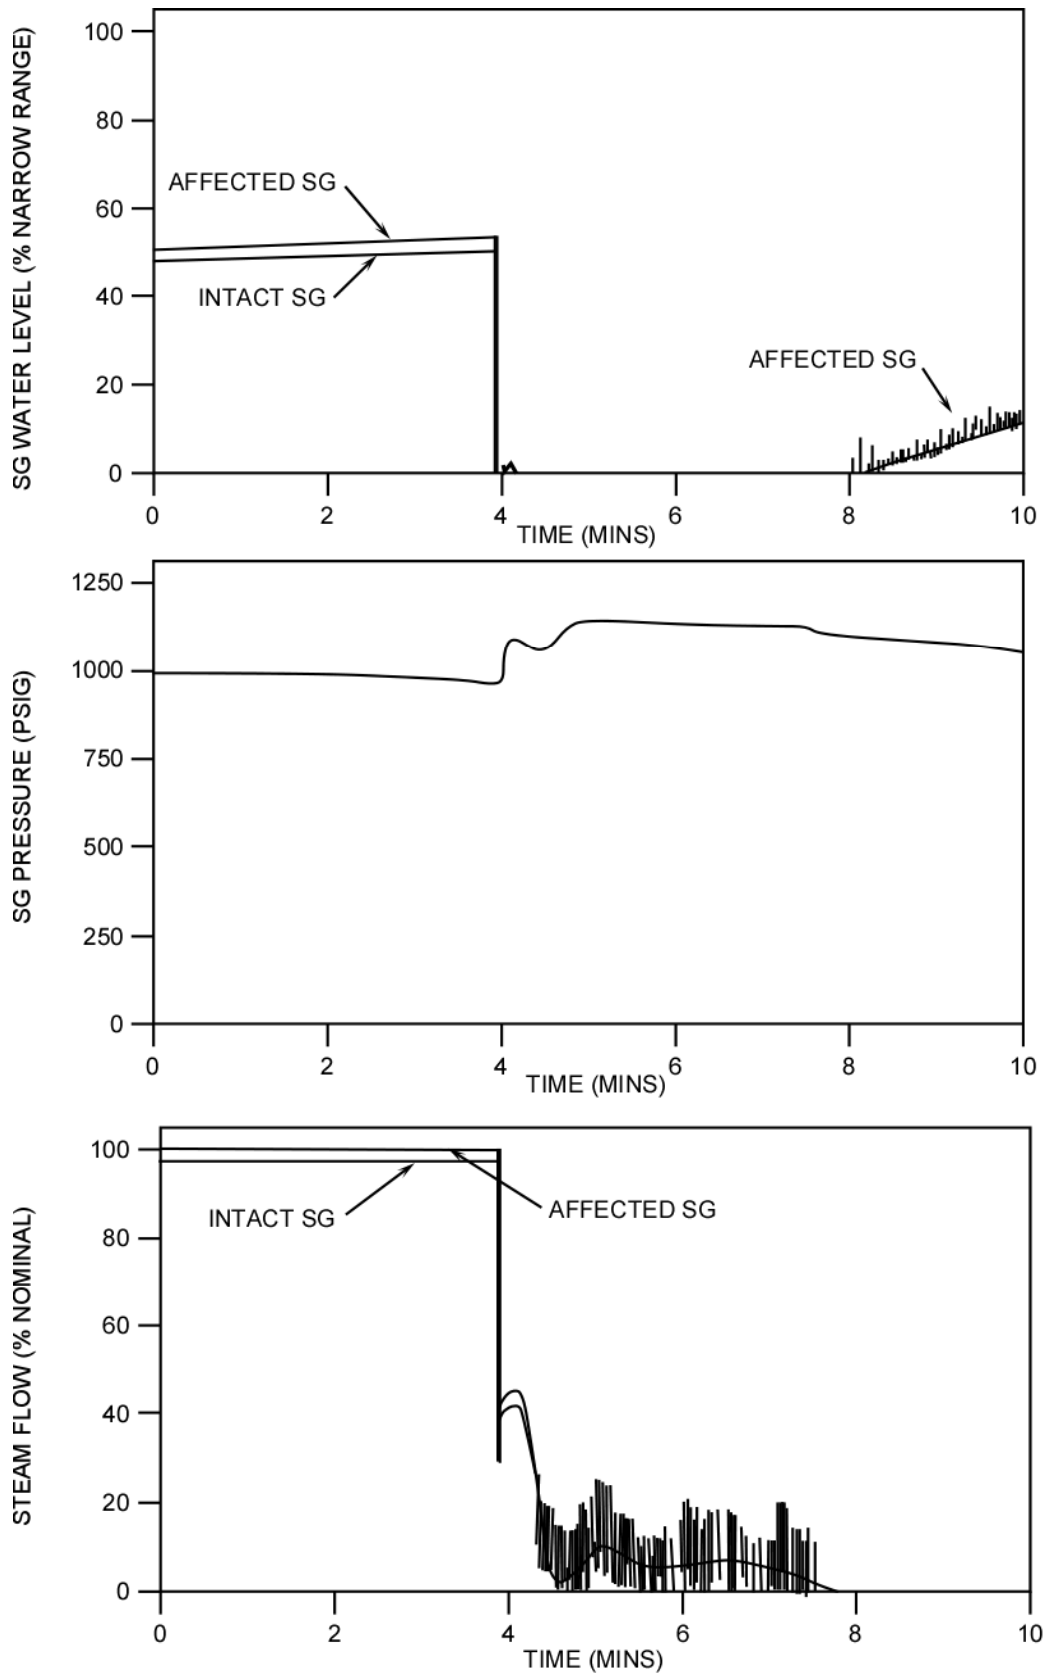 SG WATER LEVEL (% NARROW RANGE)
100
80
60
40
20
0
AFFECTED SG
INTACT SG
AFFECTED SG
0 2 4 6 8 10
TIME (MINS)
SG PRESSURE (PSIG)
1250
1000
750
500
250
0
0 2 4 6 8 10
TIME (MINS)
STEAM FLOW (% NOMINAL)
100
80
60
40
20
0
INTACT SG
AFFECTED SG
0 2 4 6 8 10
TIME (MINS)